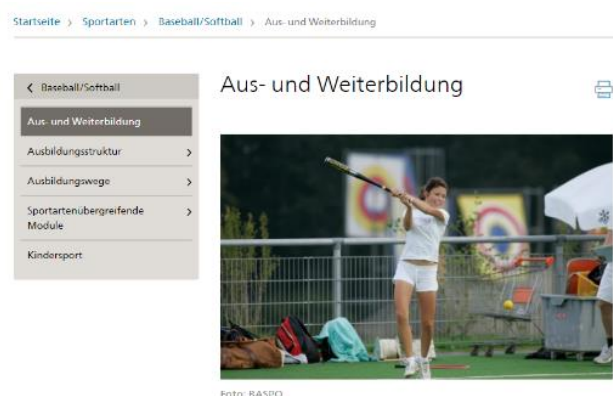 Startseite > Sportarten > Baseball/Softball > Aus- und Weiterbildung
< Baseball/Softball
Aus- und Weiterbildung
Ausbildungsstruktur >
Ausbildungswege >
Sportartenübergreifende >
Module
Kindersport
Aus- und Weiterbildung
Foto: BASPO